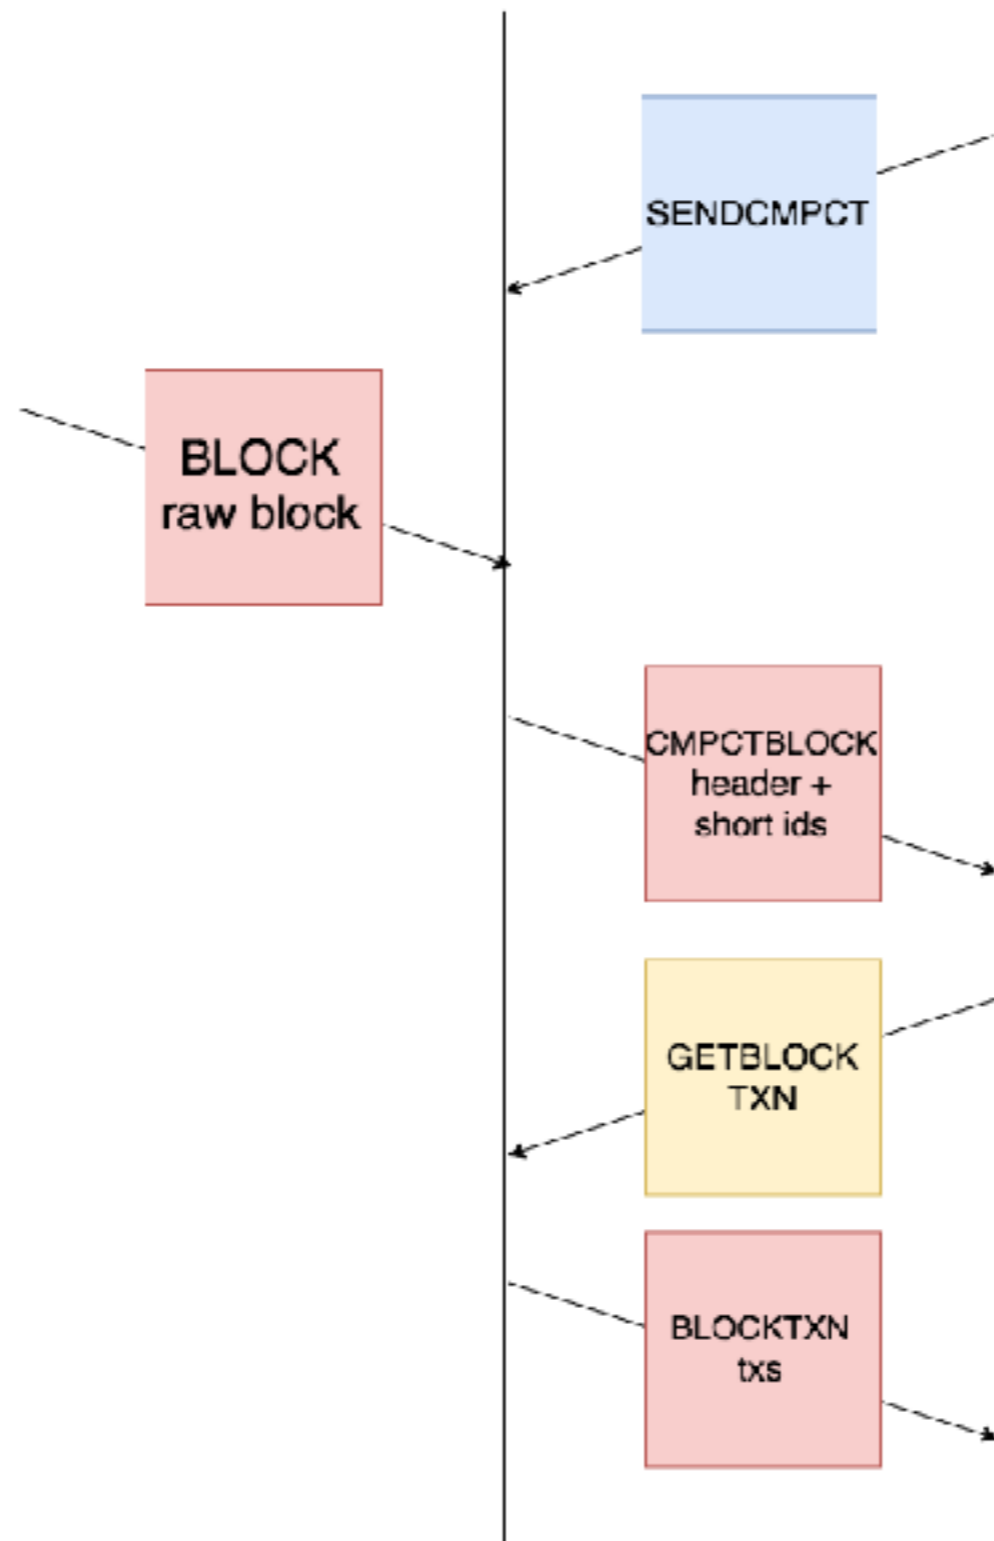 SENDCMPCT
BLOCK
raw block
CMPCTBLOCK
header +
short ids
GETBLOCK
TXN
BLOCKTXN
txs